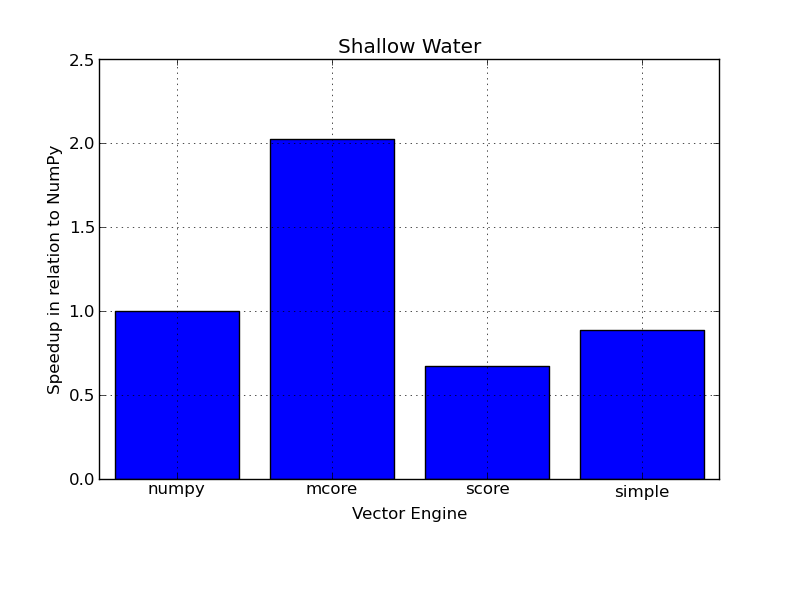 Shallow Water
2.5
2.0
1.5
1.0
0.5
0.0
Speedup in relation to NumPy
numpy mcore score simple
Vector Engine